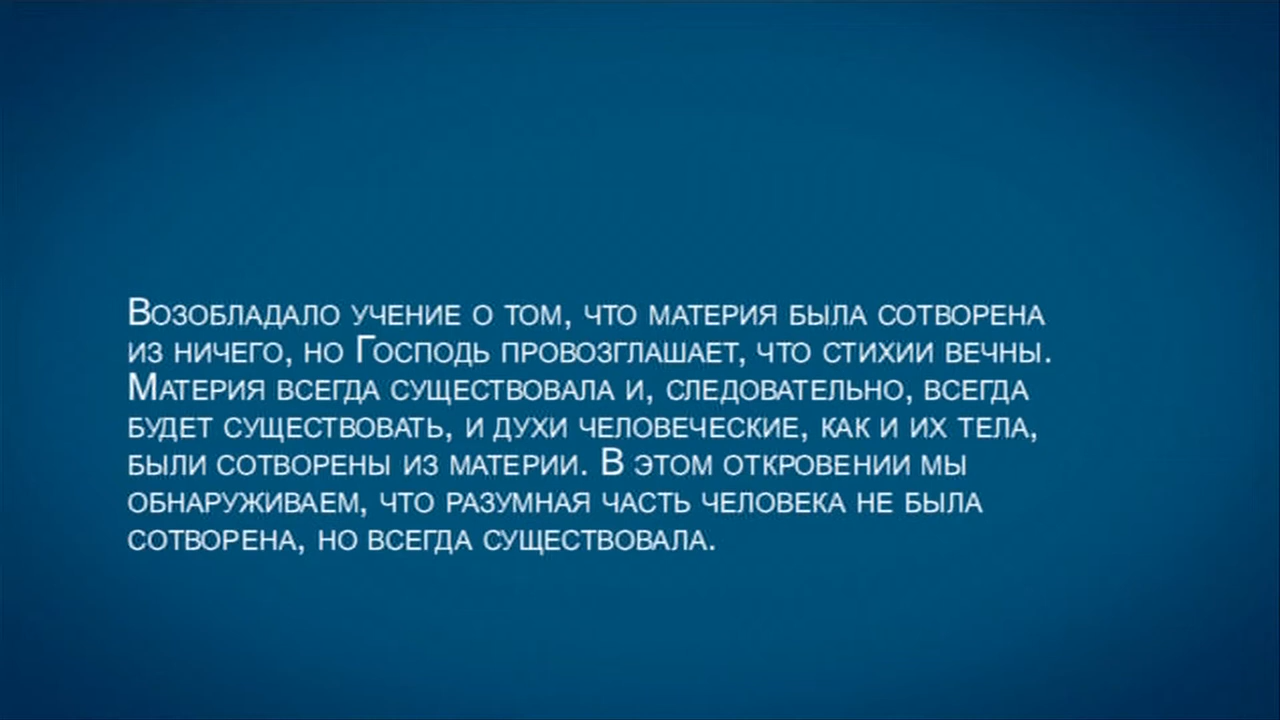 Возобладало учение о том, что материя была сотворена
из ничего, но Господь провозглашает, что стихии вечны.
Материя всегда существовала и, следовательно, всегда
будет существовать, и духи человеческие, как и их тела,
были сотворены из материи. В этом откровении мы
обнаруживаем, что разумная часть человека не была
сотворена, но всегда существовала.